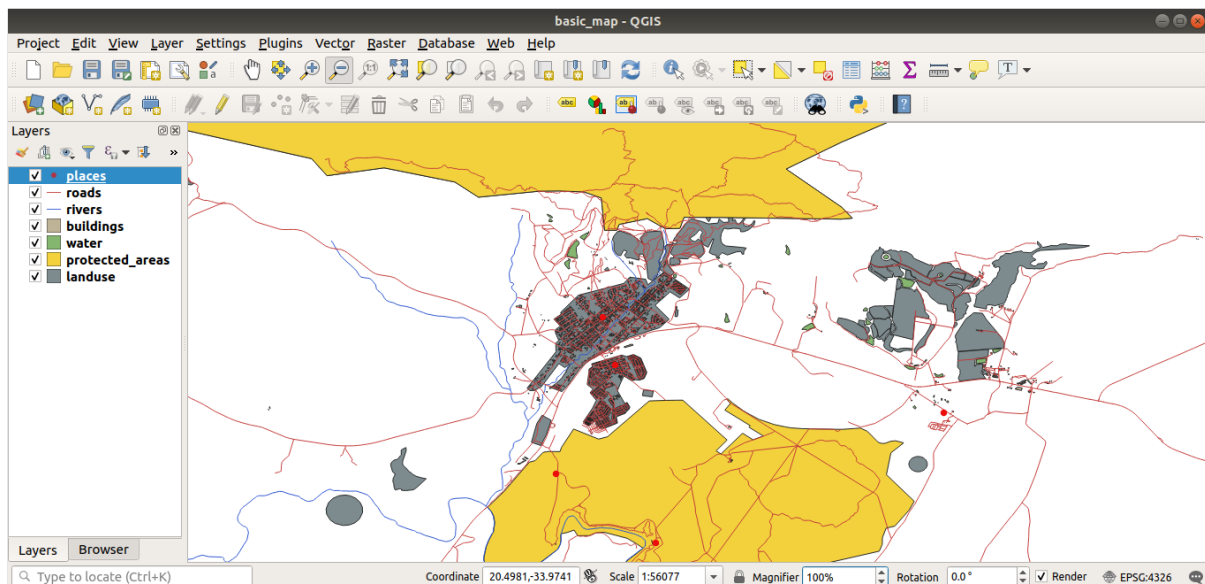 basic_map - QGIS
Project Edit View Layer Settings Plugins Vector Raster Database Web Help
Layers
places
roads
rivers
buildings
water
protected_areas
landuse
Layers Browser
Type to locate (Ctrl+K) Coordinate 20.4981,-33.9741 Scale 1:56077 Magnifier 100% Rotation 0.0 ° Render EPSG:4326